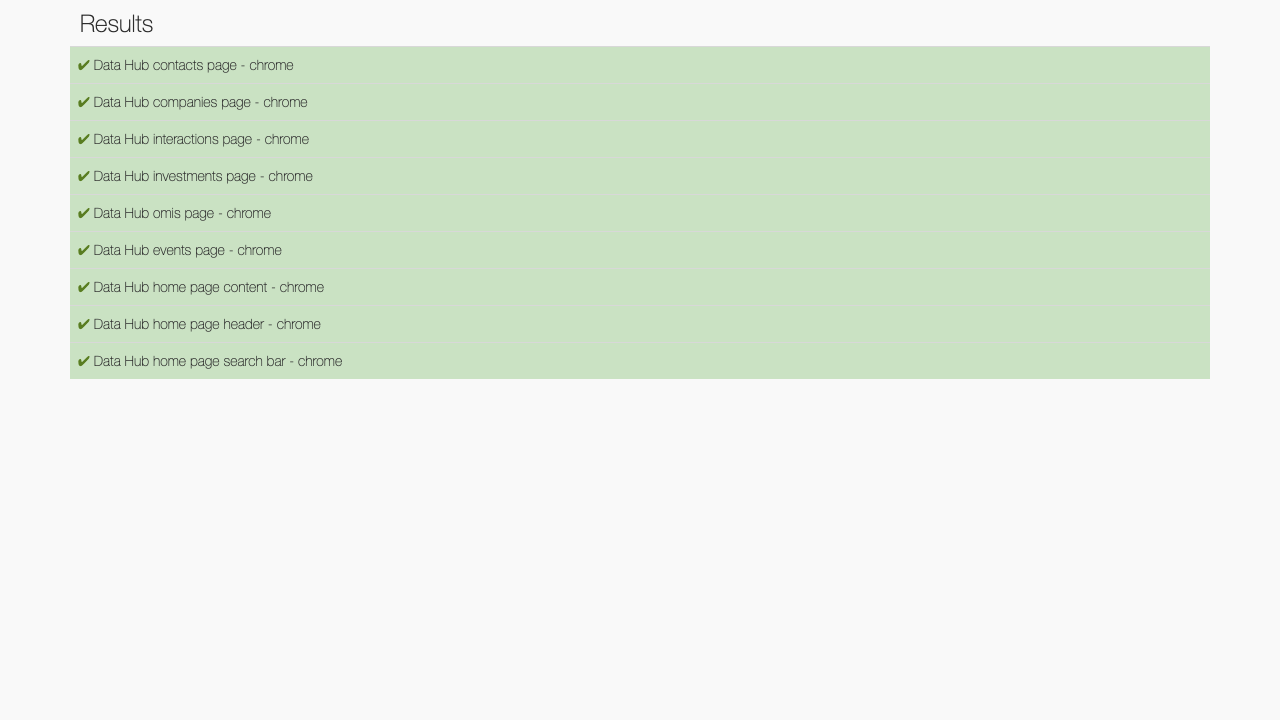 Results
✔ Data Hub contacts page - chrome
✔ Data Hub companies page - chrome
✔ Data Hub interactions page - chrome
✔ Data Hub investments page - chrome
✔ Data Hub omis page - chrome
✔ Data Hub events page - chrome
✔ Data Hub home page content - chrome
✔ Data Hub home page header - chrome
✔ Data Hub home page search bar - chrome